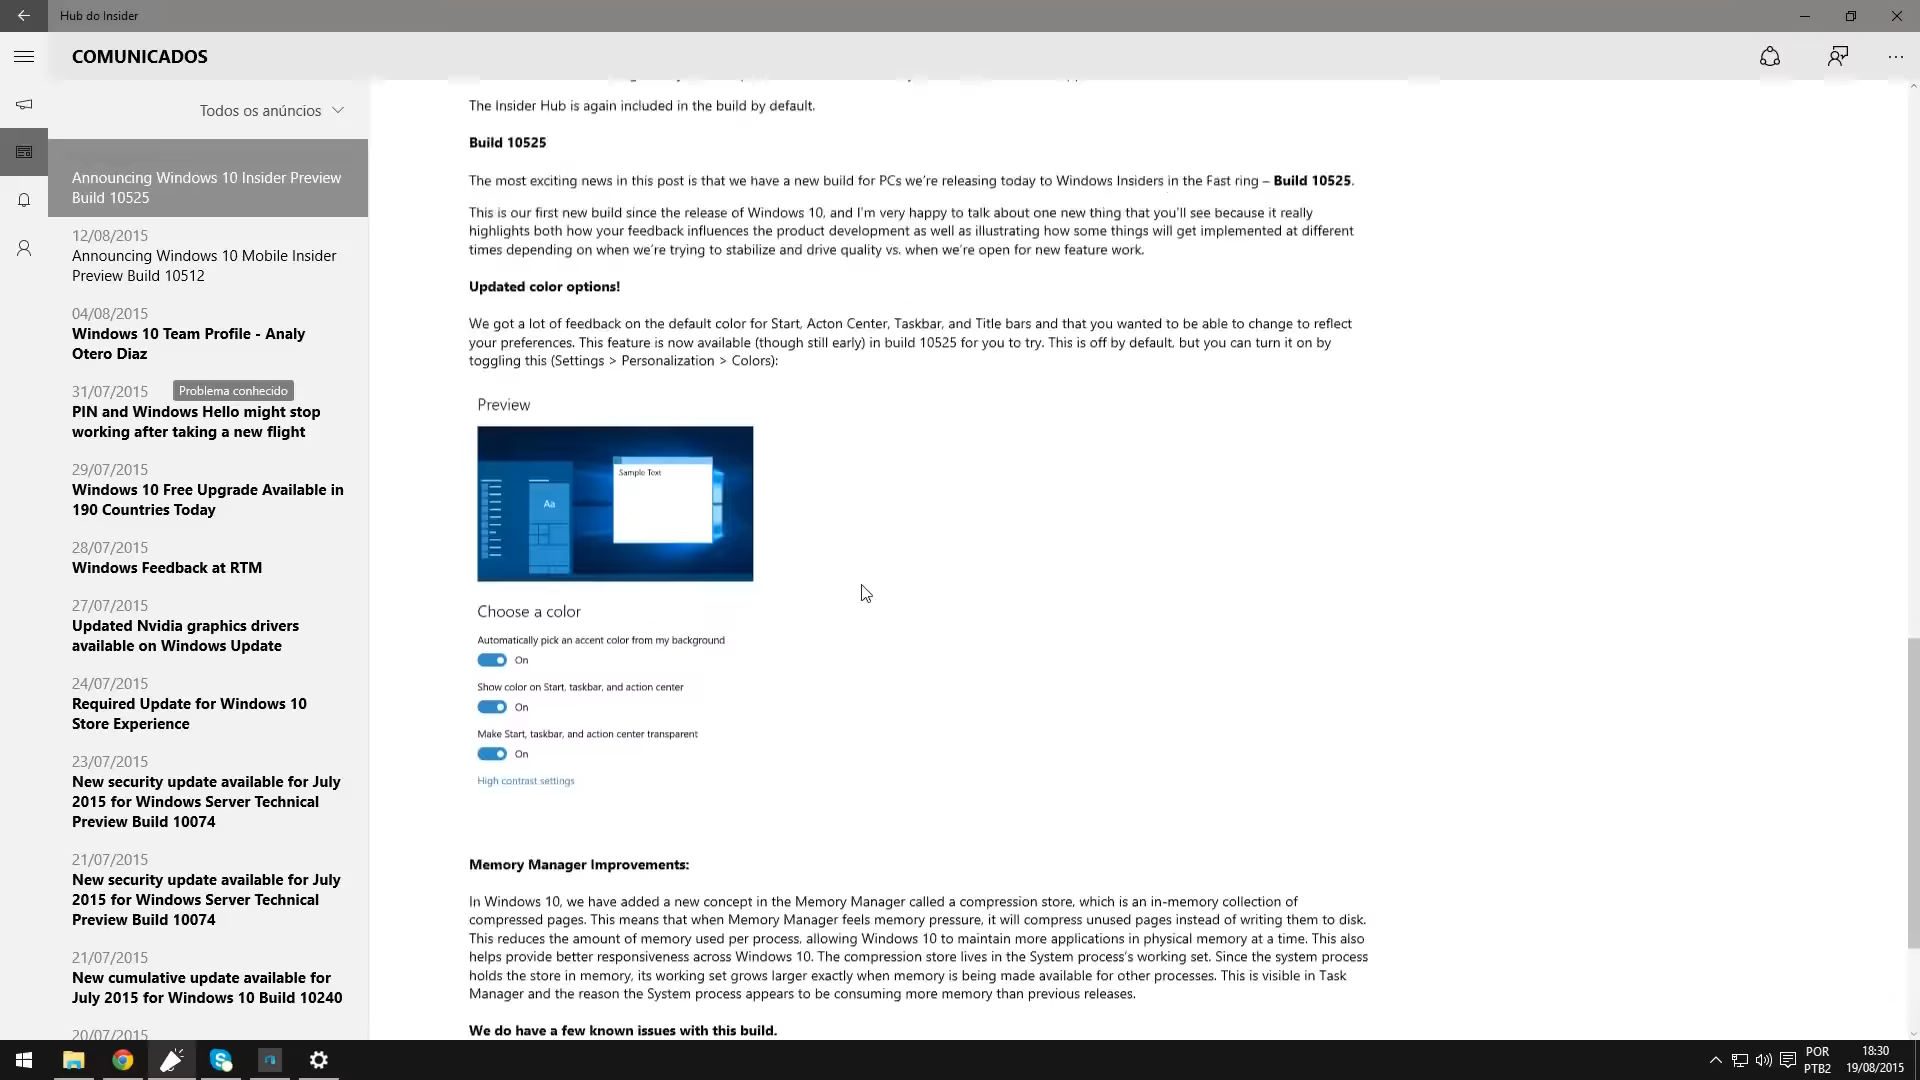 Hub do Insider
COMUNICADOS
Todos os anúncios
Announcing Windows 10 Insider Preview
Build 10525
12/08/2015
Announcing Windows 10 Mobile Insider
Preview Build 10512
04/08/2015
Windows 10 Team Profile - Analy
Otero Diaz
31/07/2015 Problema conhecido
PIN and Windows Hello might stop
working after taking a new flight
29/07/2015
Windows 10 Free Upgrade Available in
190 Countries Today
28/07/2015
Windows Feedback at RTM
27/07/2015
Updated Nvidia graphics drivers
available on Windows Update
24/07/2015
Required Update for Windows 10
Store Experience
23/07/2015
New security update available for July
2015 for Windows Server Technical
Preview Build 10074
21/07/2015
New security update available for July
2015 for Windows Server Technical
Preview Build 10074
21/07/2015
New cumulative update available for
July 2015 for Windows 10 Build 10240
20/07/2015
The Insider Hub is again included in the build by default.
Build 10525
The most exciting news in this post is that we have a new build for PCs we're releasing today to Windows Insiders in the Fast ring – Build 10525.
This is our first new build since the release of Windows 10, and I'm very happy to talk about one new thing that you'll see because it really
highlights both how your feedback influences the product development as well as illustrating how some things will get implemented at different
times depending on when we're trying to stabilize and drive quality vs. when we're open for new feature work.
Updated color options!
We got a lot of feedback on the default color for Start, Acton Center, Taskbar, and Title bars and that you wanted to be able to change to reflect
your preferences. This feature is now available (though still early) in build 10525 for you to try. This is off by default, but you can turn it on by
toggling this (Settings > Personalization > Colors):
Preview
Sample Text
Aa
Choose a color
Automatically pick an accent color from my background
On
Show color on Start, taskbar, and action center
On
Make Start, taskbar, and action center transparent
On
High contrast settings
Memory Manager Improvements:
In Windows 10, we have added a new concept in the Memory Manager called a compression store, which is an in-memory collection of
compressed pages. This means that when Memory Manager feels memory pressure, it will compress unused pages instead of writing them to disk.
This reduces the amount of memory used per process, allowing Windows 10 to maintain more applications in physical memory at a time. This also
helps provide better responsiveness across Windows 10. The compression store lives in the System process's working set. Since the system process
holds the store in memory, its working set grows larger exactly when memory is being made available for other processes. This is visible in Task
Manager and the reason the System process appears to be consuming more memory than previous releases.
We do have a few known issues with this build.
POR
PTB2
18:30
19/08/2015